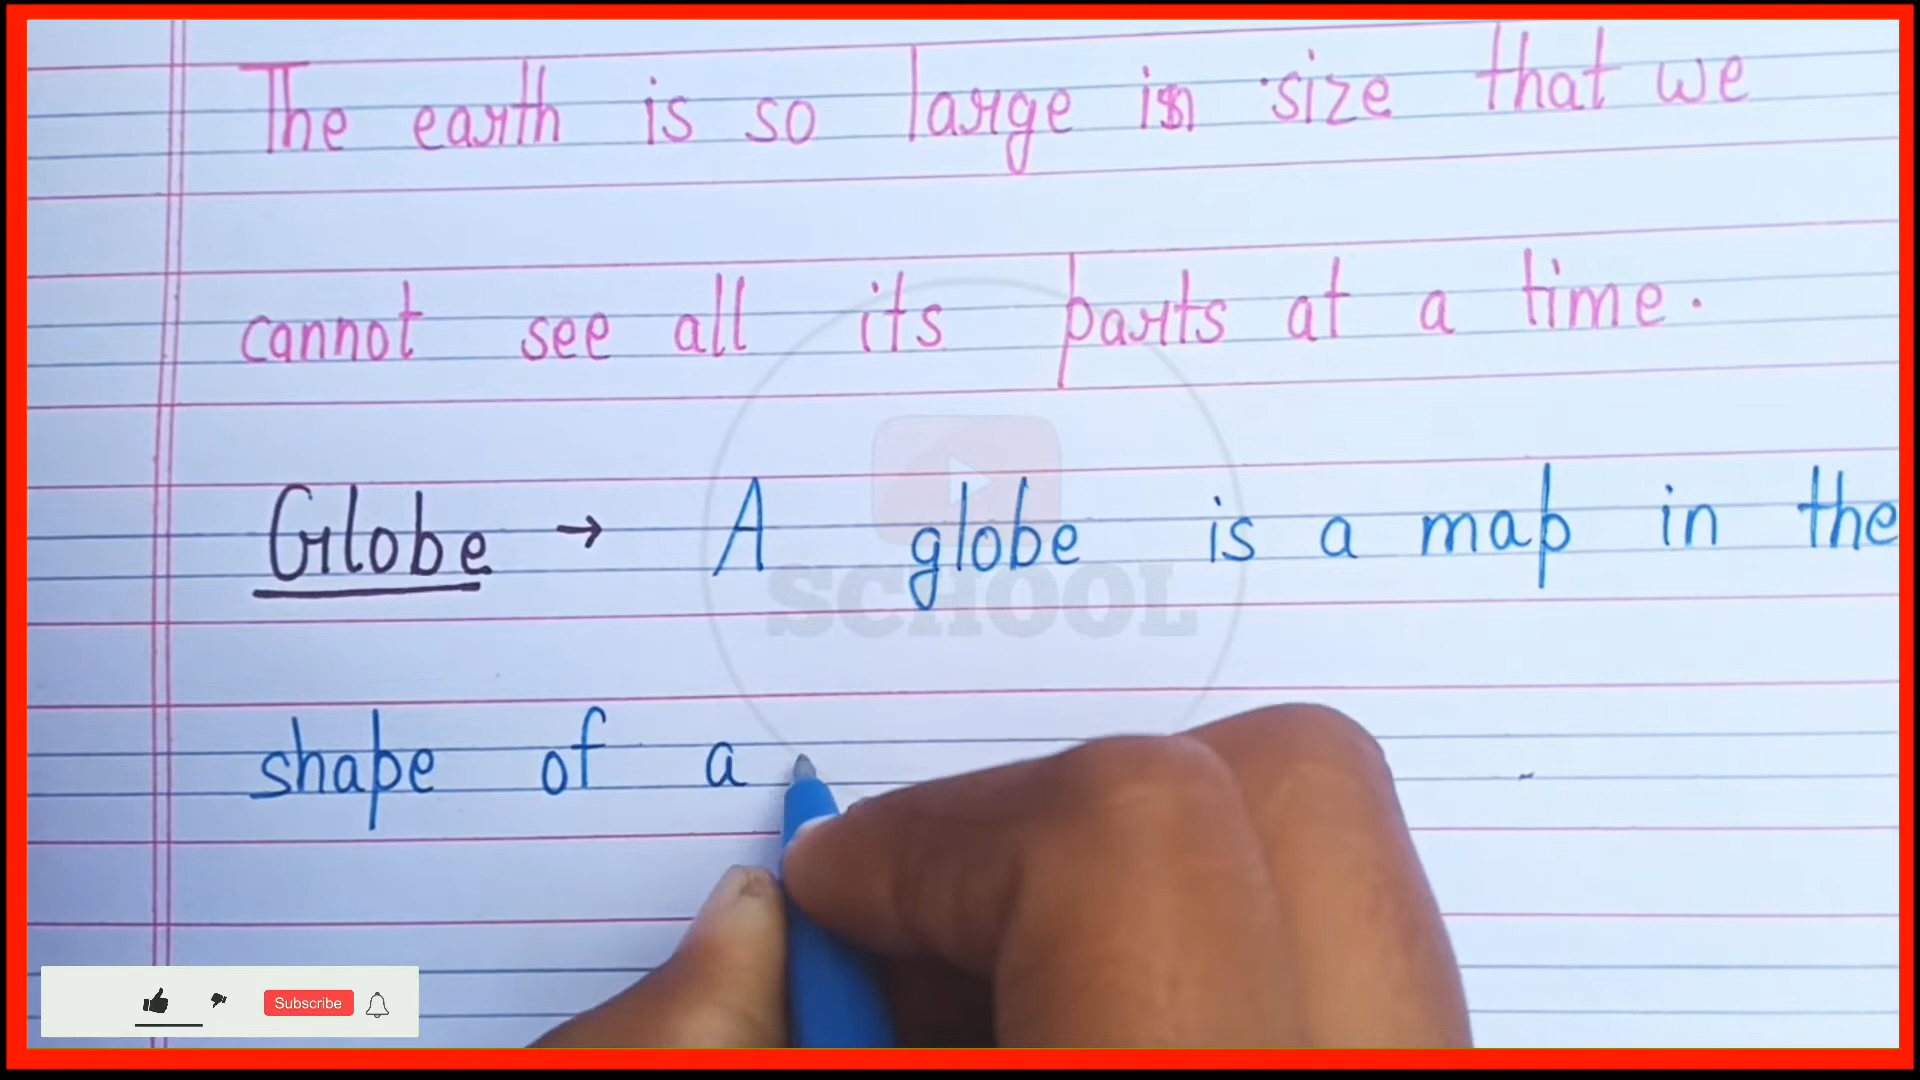 The earth is so large in size that we
cannot see all its parts at a time.
Globe → A globe is a map in the
SCHOOL
shape of a
Subscribe